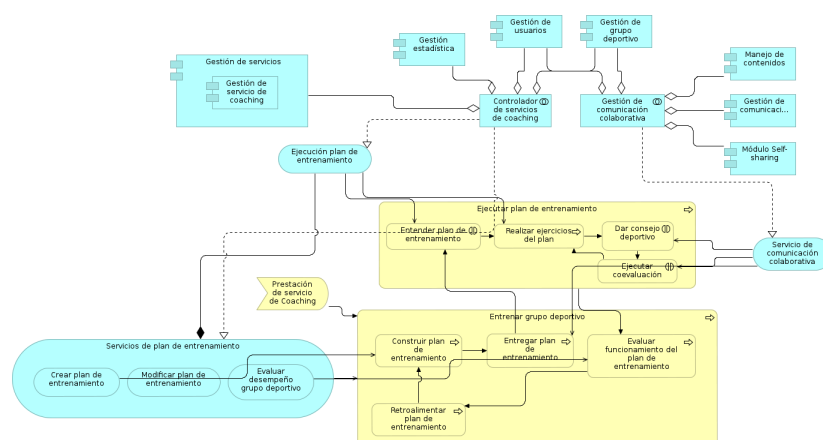 Gestión de
usuarios
Gestión de
grupo
deportivo
Gestión
estadística
Gestión de servicios
Gestión de
servicio de
coaching
Manejo de
contenidos
Controlador
de servicios
de coaching
Gestión de
comunicación
colaborativa
Gestión de
comunicaci...
Módulo Self-
sharing
Ejecución plan de
entrenamiento
Ejecutar plan de entrenamiento
Entender plan de
entrenamiento
Realizar ejercicios
del plan
Dar consejo
deportivo
Ejecutar
coevaluación
Servicio de
comunicación
colaborativa
Prestación
de servicio
de Coaching
Entrenar grupo deportivo
Servicios de plan de entrenamiento
Construir plan
de
entrenamiento
Entregar plan
de
entrenamiento
Evaluar
funcionamiento del
plan de
entrenamiento
Crear plan de
entrenamiento
Modificar plan de
entrenamiento
Evaluar
desempeño
grupo deportivo
Retroalimentar
plan de
entrenamiento